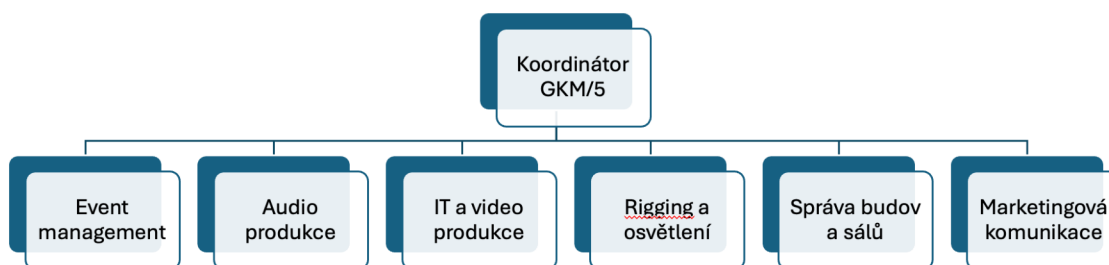 Koordinátor
GKM/5
Event
management
Audio
produkce
IT a video
produkce
Rigging a
osvětlení
Správa budov
a sálů
Marketingová
komunikace